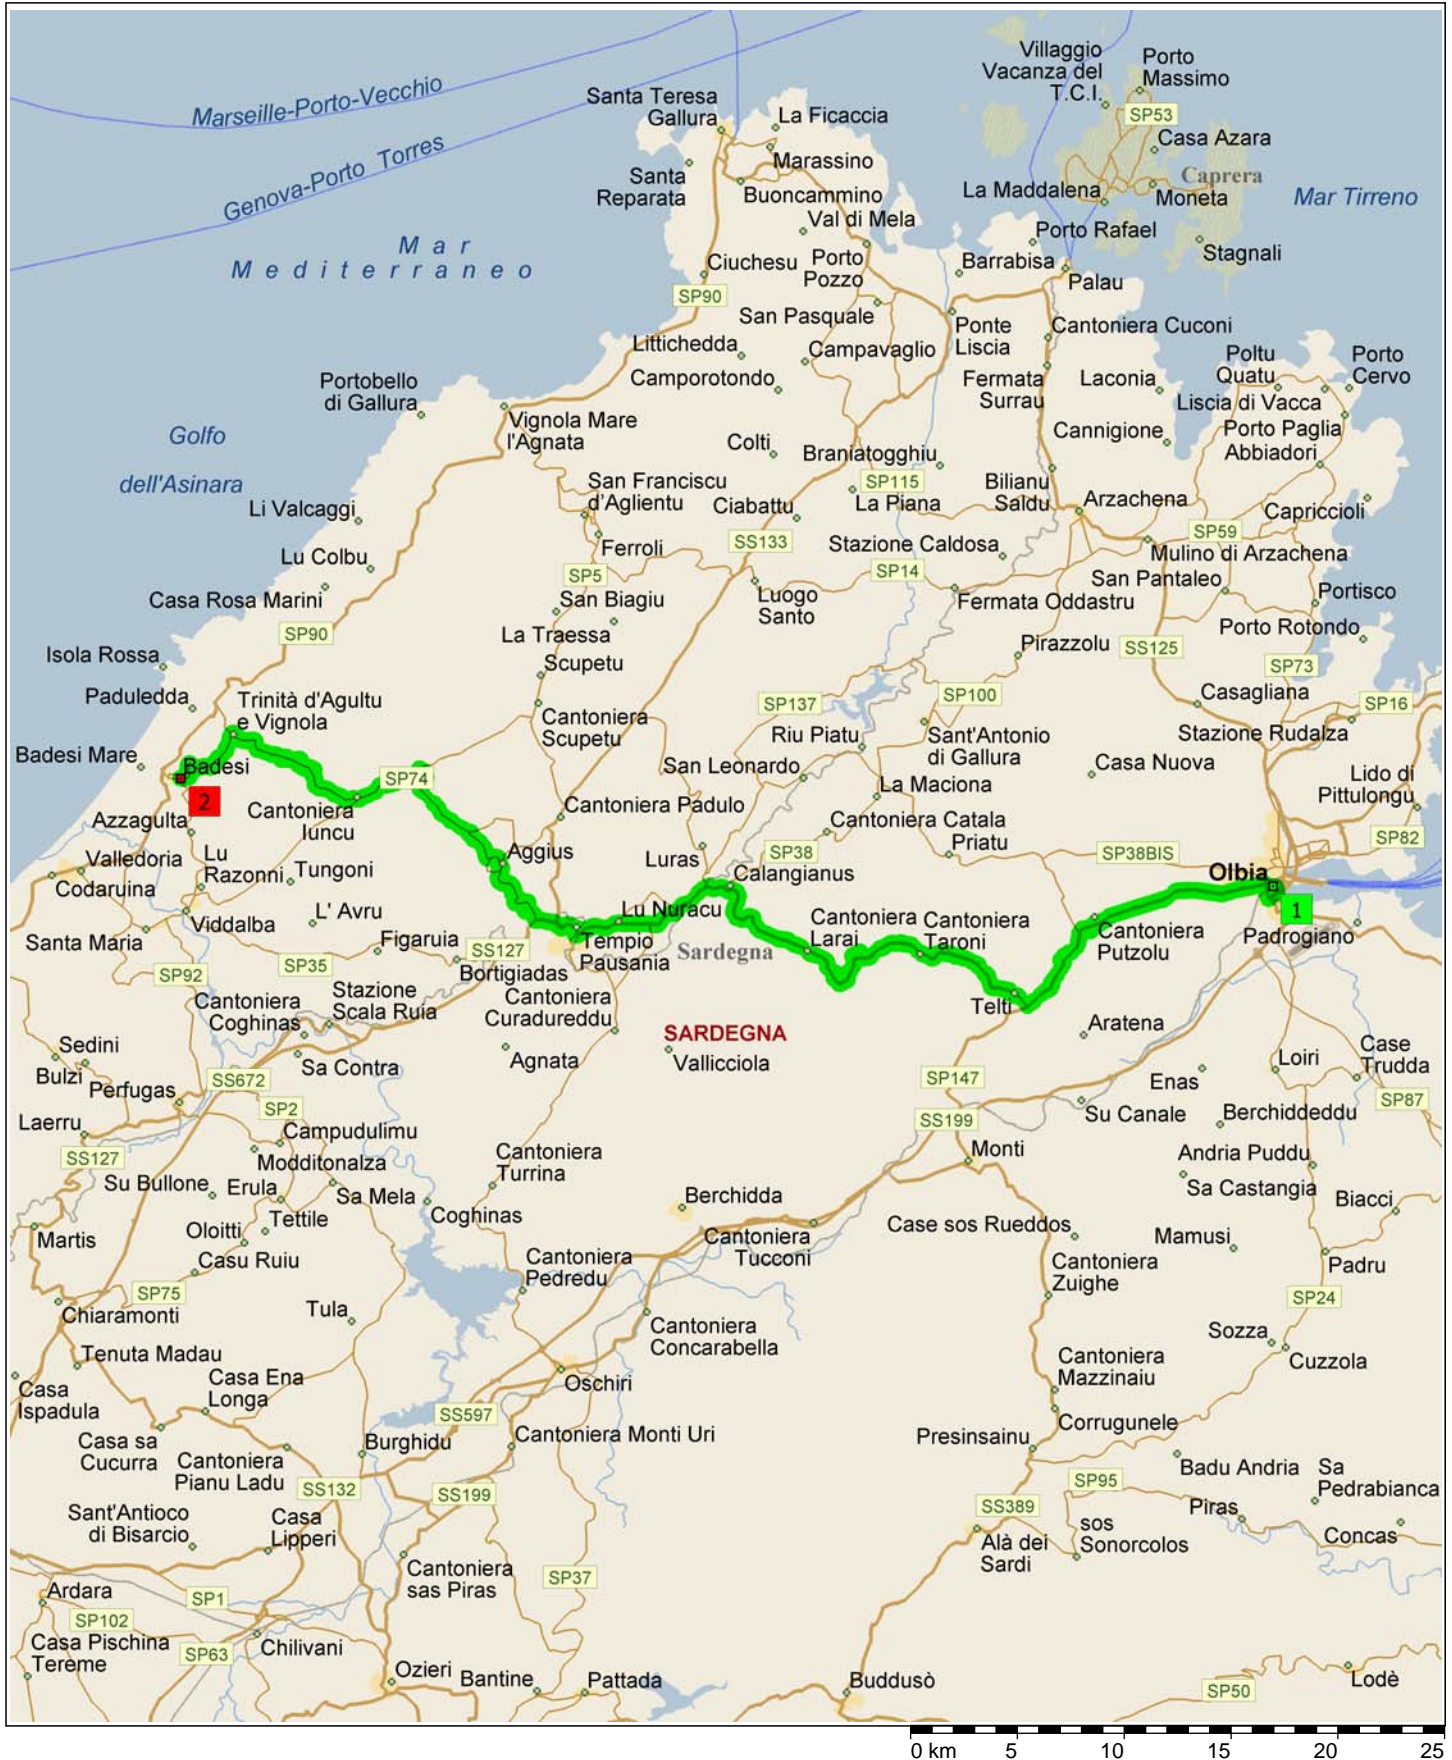 Marseille-Porto-Vecchio
Genova-Porto Torres
Mar
Mediterraneo
Santa Teresa
Gallura
La Ficaccia
Marassino
Santa
Reparata
Buoncammino
Val di Mela
Villaggio
Vacanza del
T.C.I.
Porto
Massimo
SP53
Casa Azara
Caprera
La Maddalena
Moneta
Mar Tirreno
Porto Rafael
Stagnali
Ciuchesu
Porto
Pozzo
Barrabisa
Palau
SP90
San Pasquale
Ponte
Liscia
Cantoniera Cuconi
Littichedda
Campavaglio
Camporotondo
Fermata
Surrau
Laconia
Poltu
Quatu
Porto
Cervo
Liscia di Vacca
Portobello
di Gallura
Vignola Mare
l'Agnata
Golfo
dell'Asinara
Colti
Braniatogghiu
Cannigione
Porto Paglia
Abbiadori
San Franciscu
d'Aglientu
SP115
La Piana
Bilianu
Saldu
Arzachena
Capriccioli
Li Valcaggi
Ciabattu
SS133
Ferroli
Stazione Caldosa
SP59
Mulino di Arzachena
Lu Colbu
SP5
SP14
San Pantaleo
Casa Rosa Marini
San Biagiu
Luogo
Santo
Fermata Oddastru
Portisco
SP90
La Traessa
Scupetu
Pirazzolu
SS125
Porto Rotondo
Isola Rossa
SP73
Paduledda
Trinità d'Agultu
e Vignola
Cantoniera
Scupetu
SP137
SP100
Casagliana
SP16
Riu Piatu
Sant'Antonio
di Gallura
Stazione Rudalza
Badesi Mare
Badesi
2
SP74
San Leonardo
La Maciona
Casa Nuova
Lido di
Pittulongu
Cantoniera
Iuncu
Cantoniera Padulo
Azzagulta
Cantoniera Catala
Priatu
SP82
Valledoria
Codaruina
Lu
Razonni
Tungoni
Aggius
Luras
SP38
SP38BIS
Calangianus
Olbia
1
Viddalba
L' Avru
Lu Nuracu
Cantoniera
Larai
Cantoniera
Taroni
Cantoniera
Putzolu
Padrogiano
Santa Maria
Figaruia
SS127
Tempio
Pausania
Sardegna
SP92
SP35
Bortigiadas
Stazione
Scala Ruia
Cantoniera
Coghinas
Cantoniera
Curadureddu
Telti
SARDEGNA
Aratena
Sedini
Bulzi
Agnata
Vallicciola
Sa Contra
Loiri
Case
Trudda
Perfugas
SS672
SP147
Enas
SP2
SP87
Laerru
SS199
Su Canale
Berchiddeddu
Campudulimu
SS127
Modditonalza
Cantoniera
Turrina
Monti
Andria Puddu
Su Bullone
Erula
Sa Mela
Sa Castangia
Biacci
Berchidda
Tettile
Coghinas
Case sos Rueddos
Oloitti
Cantoniera
Tucconi
Mamusi
Martis
Casu Ruiu
Cantoniera
Pedredu
Cantoniera
Zuighe
Padru
SP75
SP24
Chiaramonti
Tula
Cantoniera
Concarabella
Sozza
Cuzzola
Tenuta Madau
Cantoniera
Mazzinaiu
Casa
Ispadula
Casa Ena
Longa
Oschiri
SS597
Corrugunele
Casa sa
Cucurra
Cantoniera
Pianu Ladu
Burghidu
Cantoniera Monti Uri
Presinsainu
Badu Andria
Sa
Pedrabianca
SS132
SS199
SP95
SS389
Piras
Sant'Antioco
di Bisarcio
Casa
Lipperi
Alà dei
Sardi
sos
Sonorcolos
Concas
Cantoniera
sas Piras
SP37
Ardara
SP1
SP102
Casa Pischina
Tereme
SP63
Chilivani
Ozieri
Bantine
Pattada
Buddusò
SP50
Lodè
0 km 5 10 15 20 25